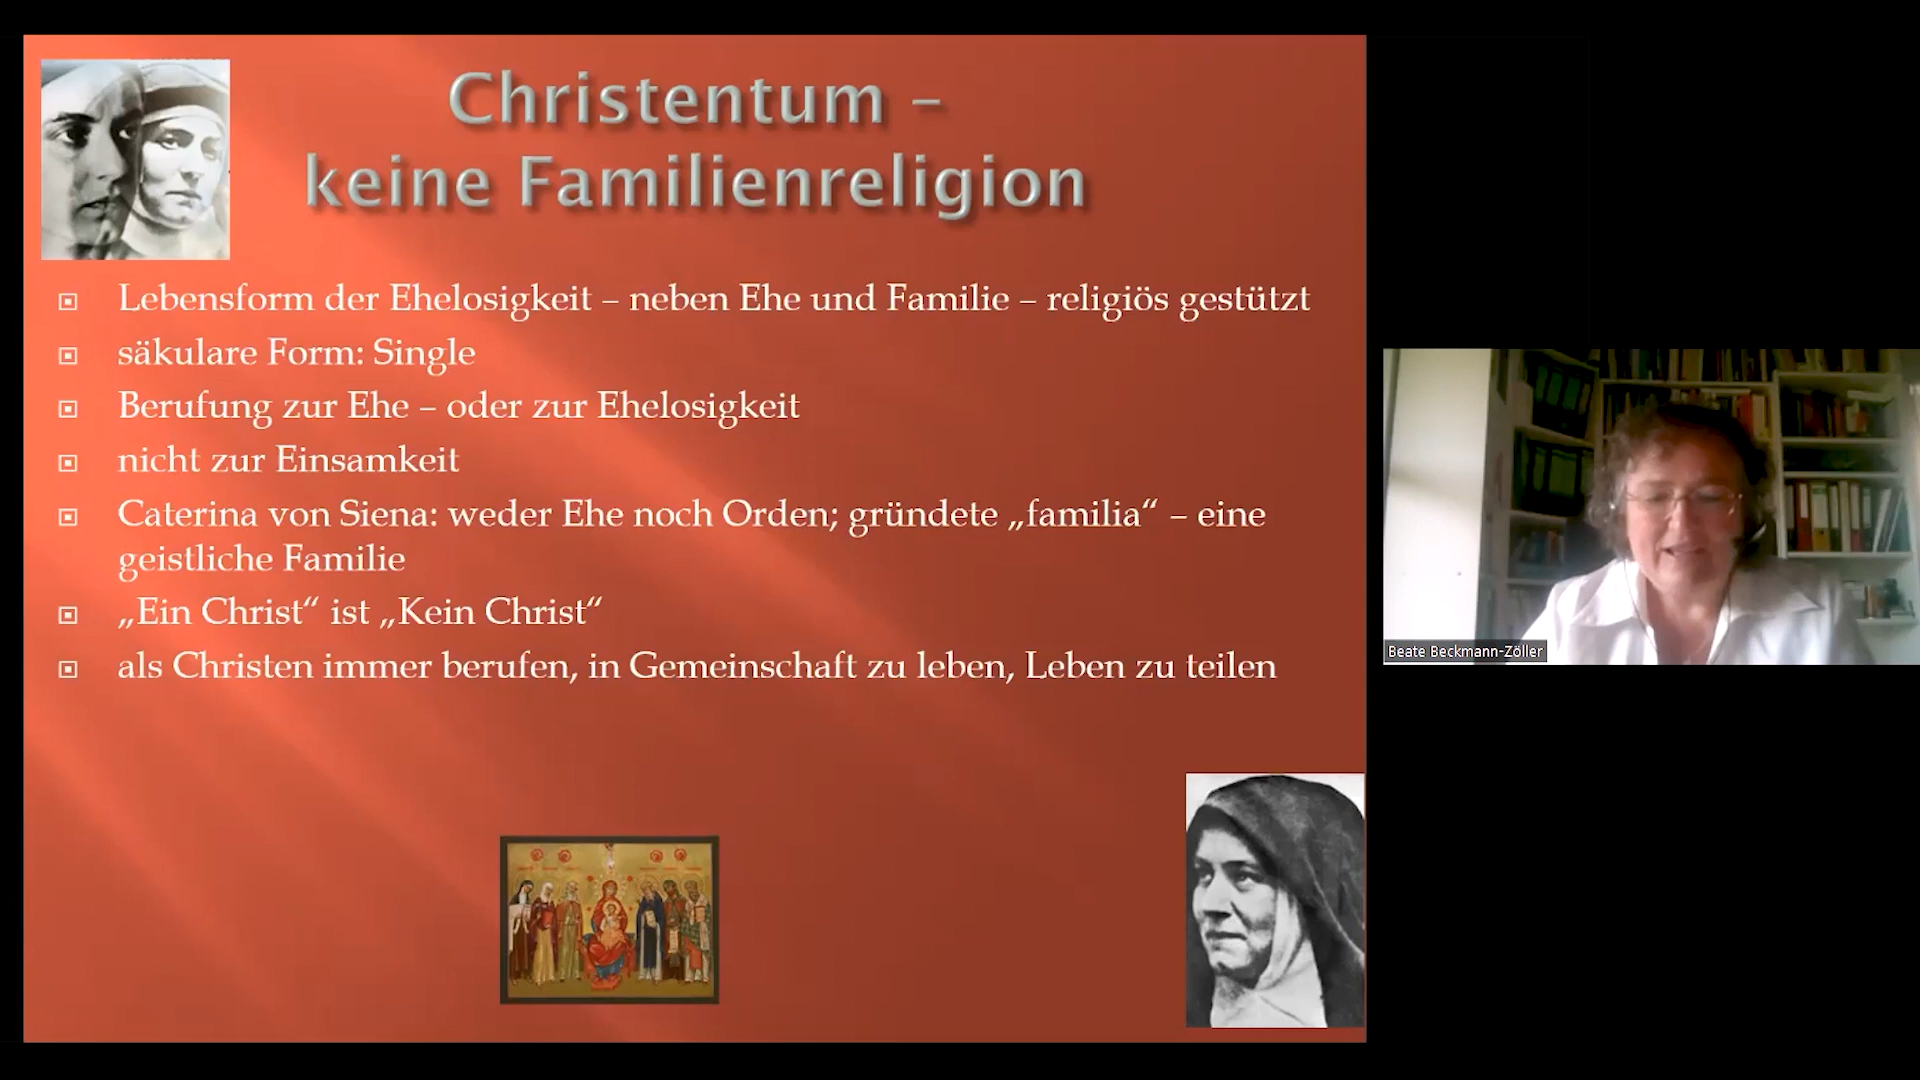 Christentum –
keine Familienreligion
Lebensform der Ehelosigkeit – neben Ehe und Familie – religiös gestützt
säkulare Form: Single
Berufung zur Ehe – oder zur Ehelosigkeit
nicht zur Einsamkeit
Caterina von Siena: weder Ehe noch Orden; gründete „familia“ – eine
geistliche Familie
„Ein Christ“ ist „Kein Christ“
als Christen immer berufen, in Gemeinschaft zu leben, Leben zu teilen
Beate Beckmann-Zöller